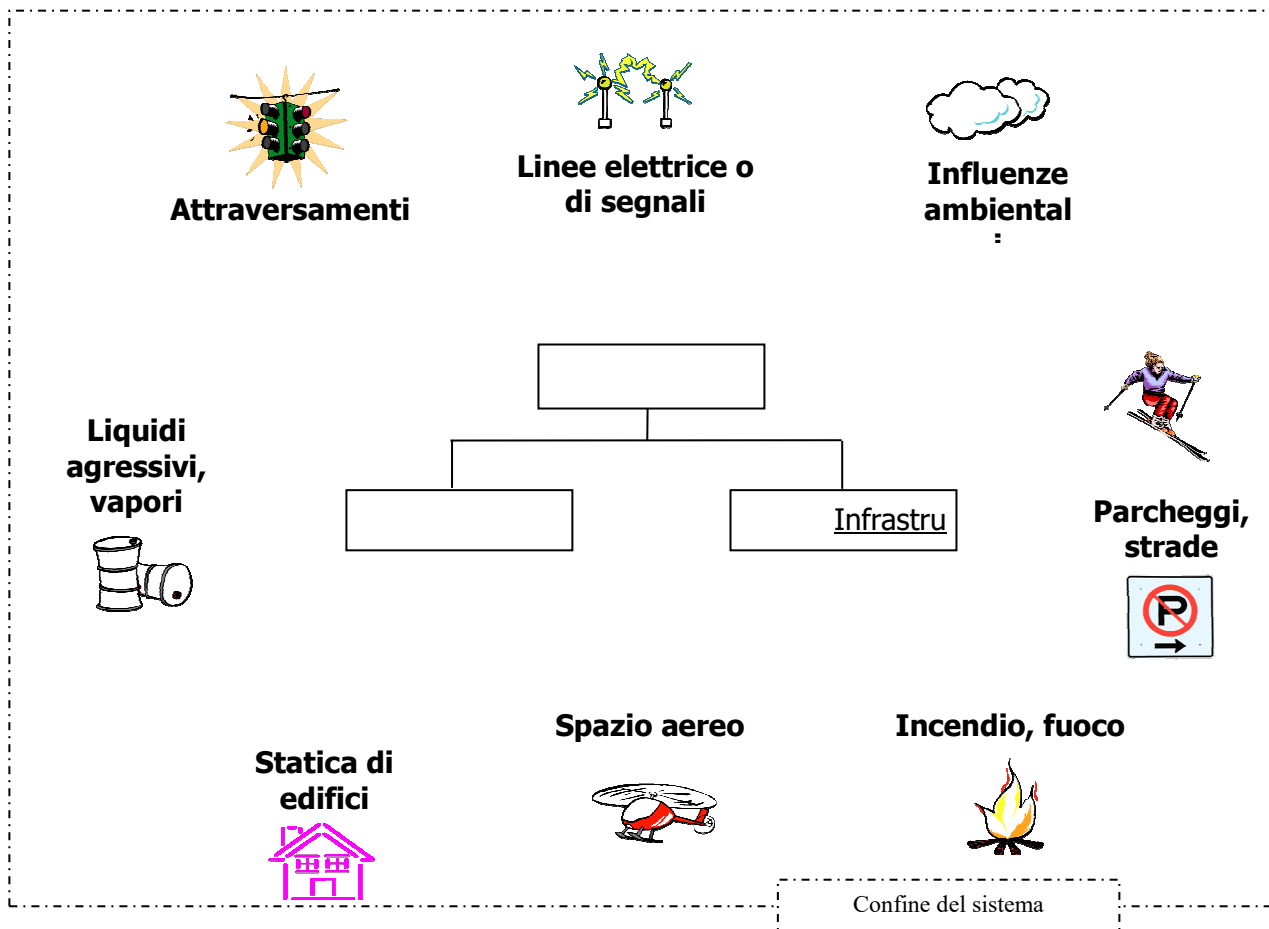 Attraversamenti
Linee elettrice o
di segnali
Influenze
ambiental
Liquidi
agressivi,
vapori
Infrastru
Parcheggi,
strade
P
Spazio aereo
Incendio, fuoco
Statica di
edifici
Confine del sistema